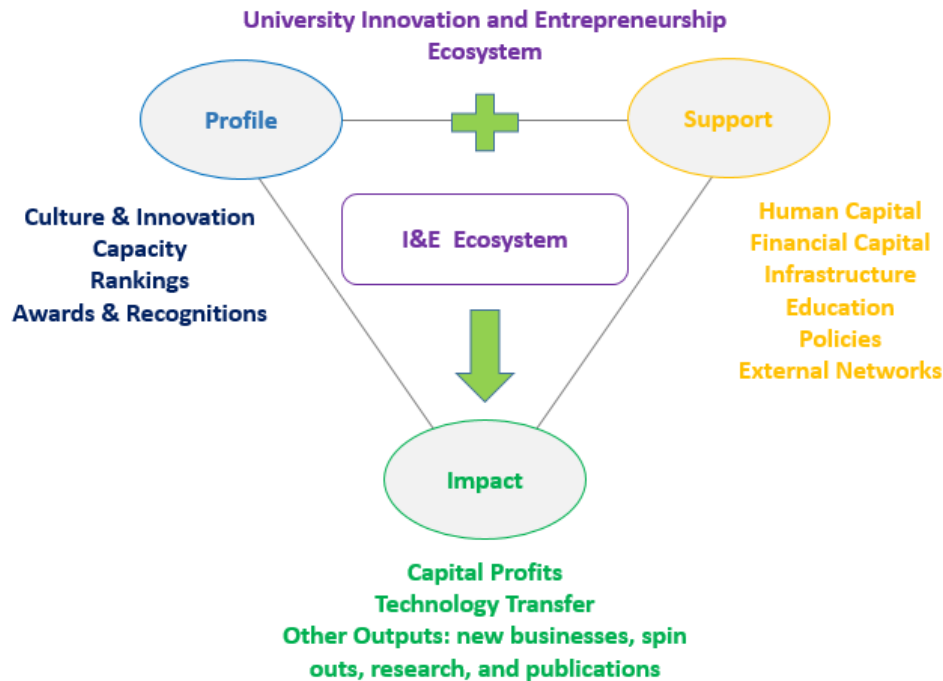 University Innovation and Entrepreneurship
Ecosystem
Profile
Support
Culture & Innovation
Capacity
Rankings
Awards & Recognitions
I&E Ecosystem
Human Capital
Financial Capital
Infrastructure
Education
Policies
External Networks
Impact
Capital Profits
Technology Transfer
Other Outputs: new businesses, spin
outs, research, and publications